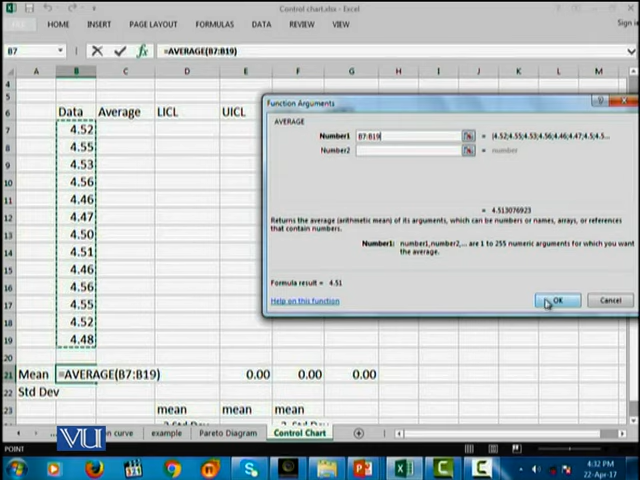 Control chart.xlsx - Excel
HOME INSERT PAGE LAYOUT FORMULAS DATA REVIEW VIEW
Sign i
B7 =AVERAGE(B7:B19)
A B C D E F G H I J K L M
4
5
6 Data Average LICL UICL
7 4.52
8 4.55
9 4.53
10 4.56
11 4.46
12 4.47
13 4.50
14 4.51
15 4.46
16 4.56
17 4.55
18 4.52
19 4.48
20
21 Mean =AVERAGE(B7:B19) 0.00 0.00 0.00
22 Std Dev
23 mean mean mean
Function Arguments
AVERAGE
Number1 B7:B19 = {4.52;4.55;4.53;4.56;4.46;4.47;4.5;4.5...
Number2 = number
= 4.513076923
Returns the average (arithmetic mean) of its arguments, which can be numbers or names, arrays, or references
that contain numbers.
Number1: number1,number2,... are 1 to 255 numeric arguments for which you want
the average.
Formula result = 4.51
Help on this function
OK Cancel
... on curve example Pareto Diagram Control Chart
VU
POINT
4:32 PM
22-Apr-17